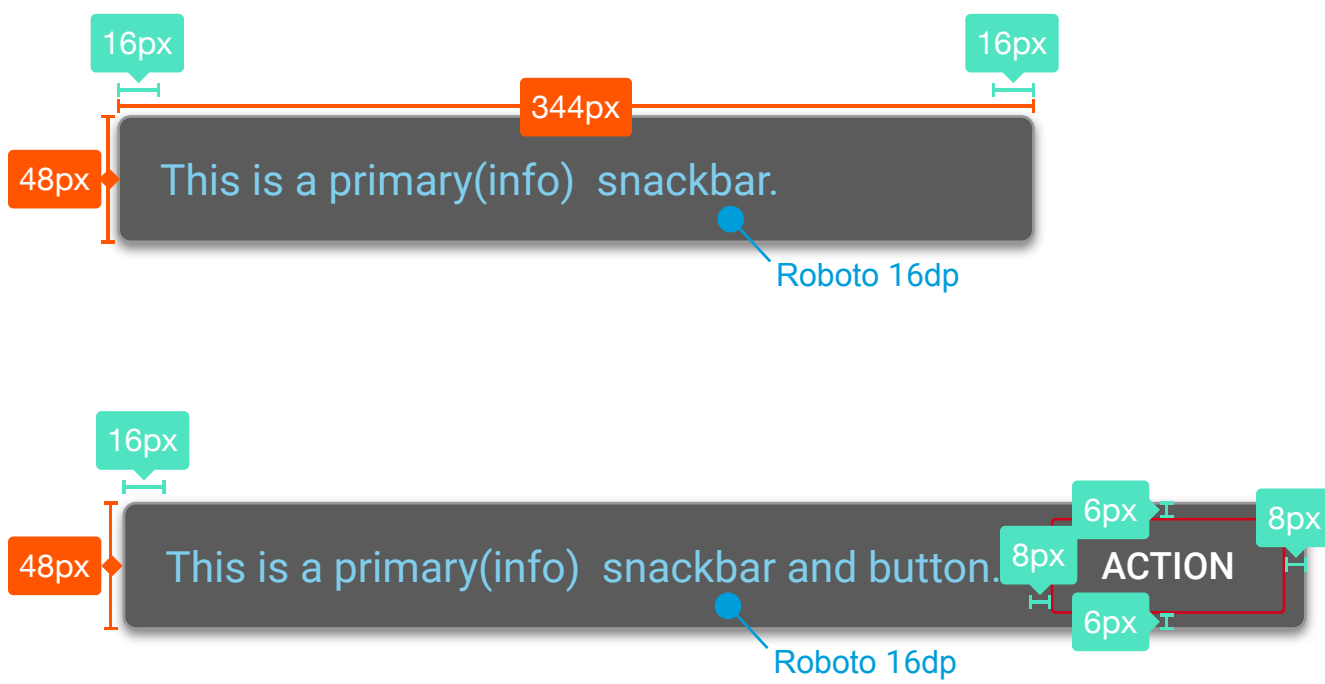 16px
16px
344px
48px
This is a primary(info)  snackbar.
Roboto 16dp
16px
6px
8px
48px
This is a primary(info)  snackbar and button.
8px
ACTION
6px
Roboto 16dp